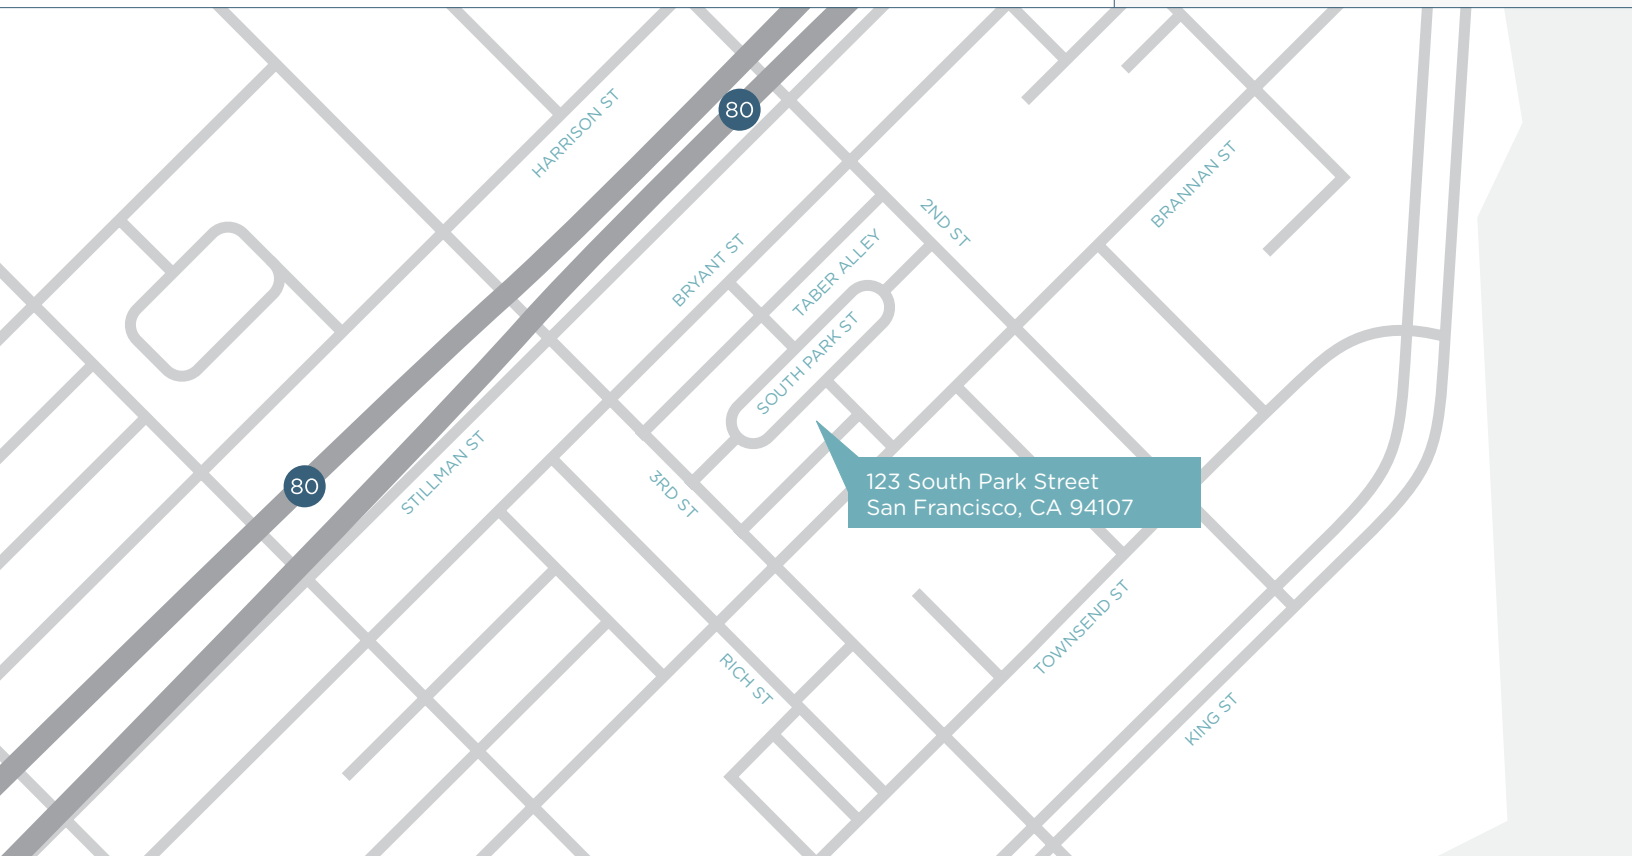 80
HARRISON ST
BRANNAN ST
2ND ST
BRYANT ST
TABER ALLEY
SOUTH PARK ST
80
STILLMAN ST
3RD ST
123 South Park Street
San Francisco, CA 94107
TOWNSEND ST
RICH ST
KING ST